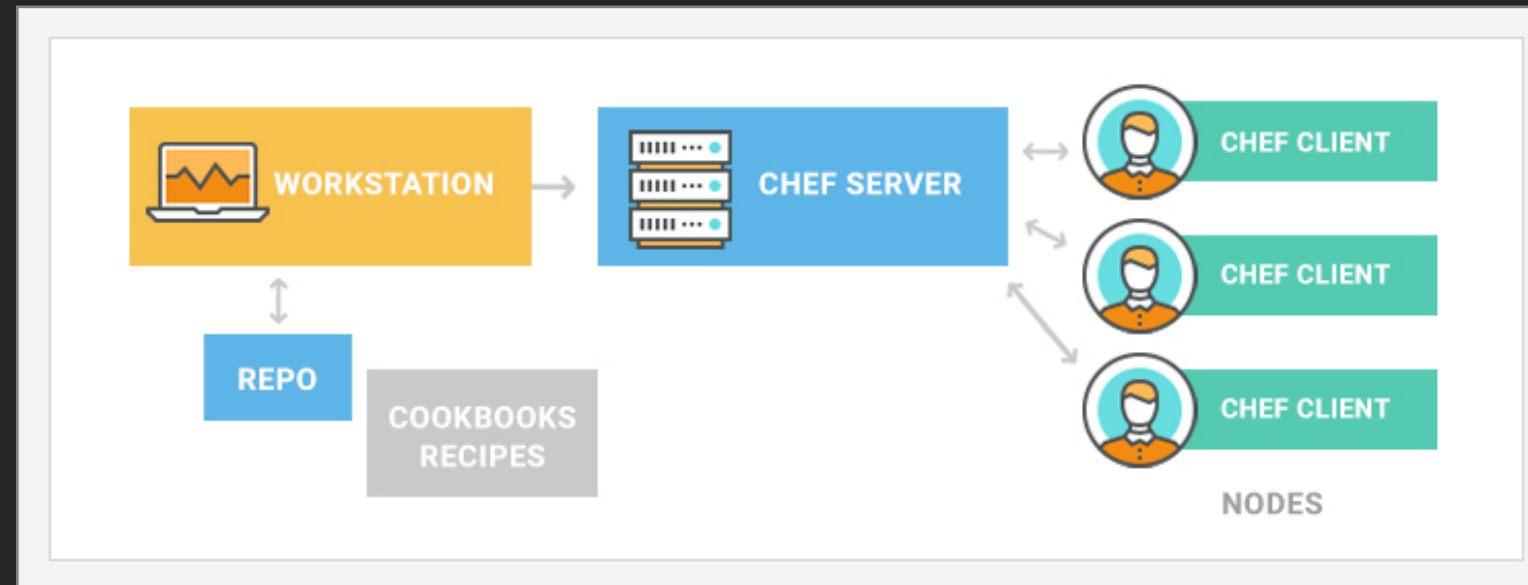 WORKSTATION
CHEF SERVER
CHEF CLIENT
CHEF CLIENT
CHEF CLIENT
REPO
COOKBOOKS
RECIPES
NODES